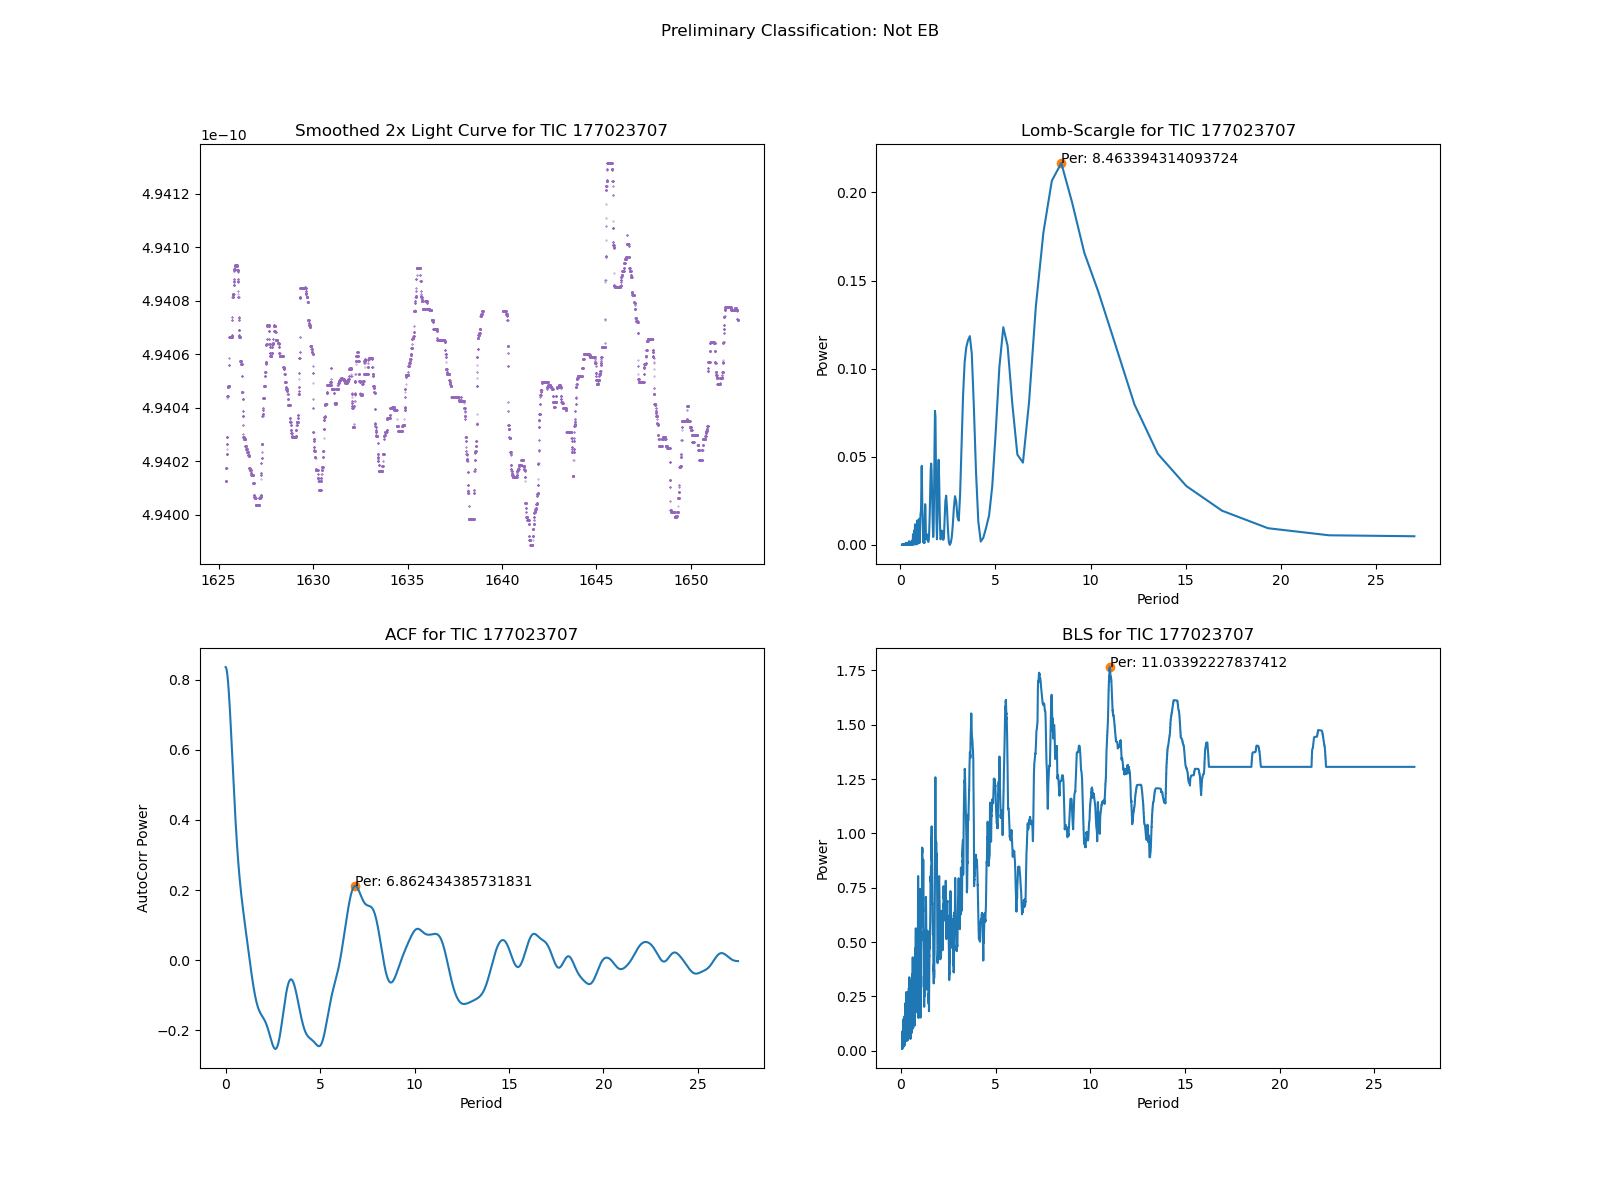 Preliminary Classification: Not EB
Smoothed 2x Light Curve for TIC 177023707
1e−10
4.9412
4.9410
4.9408
4.9406
4.9404
4.9402
4.9400
1625 1630 1635 1640 1645 1650
Lomb-Scargle for TIC 177023707
Per: 8.463394314093724
Power
0.20
0.15
0.10
0.05
0.00
0 5 10 15 20 25
Period
ACF for TIC 177023707
Per: 6.862434385731831
AutoCorr Power
0.8
0.6
0.4
0.2
0.0
−0.2
0 5 10 15 20 25
Period
BLS for TIC 177023707
Per: 11.03392227837412
Power
1.75
1.50
1.25
1.00
0.75
0.50
0.25
0.00
0 5 10 15 20 25
Period